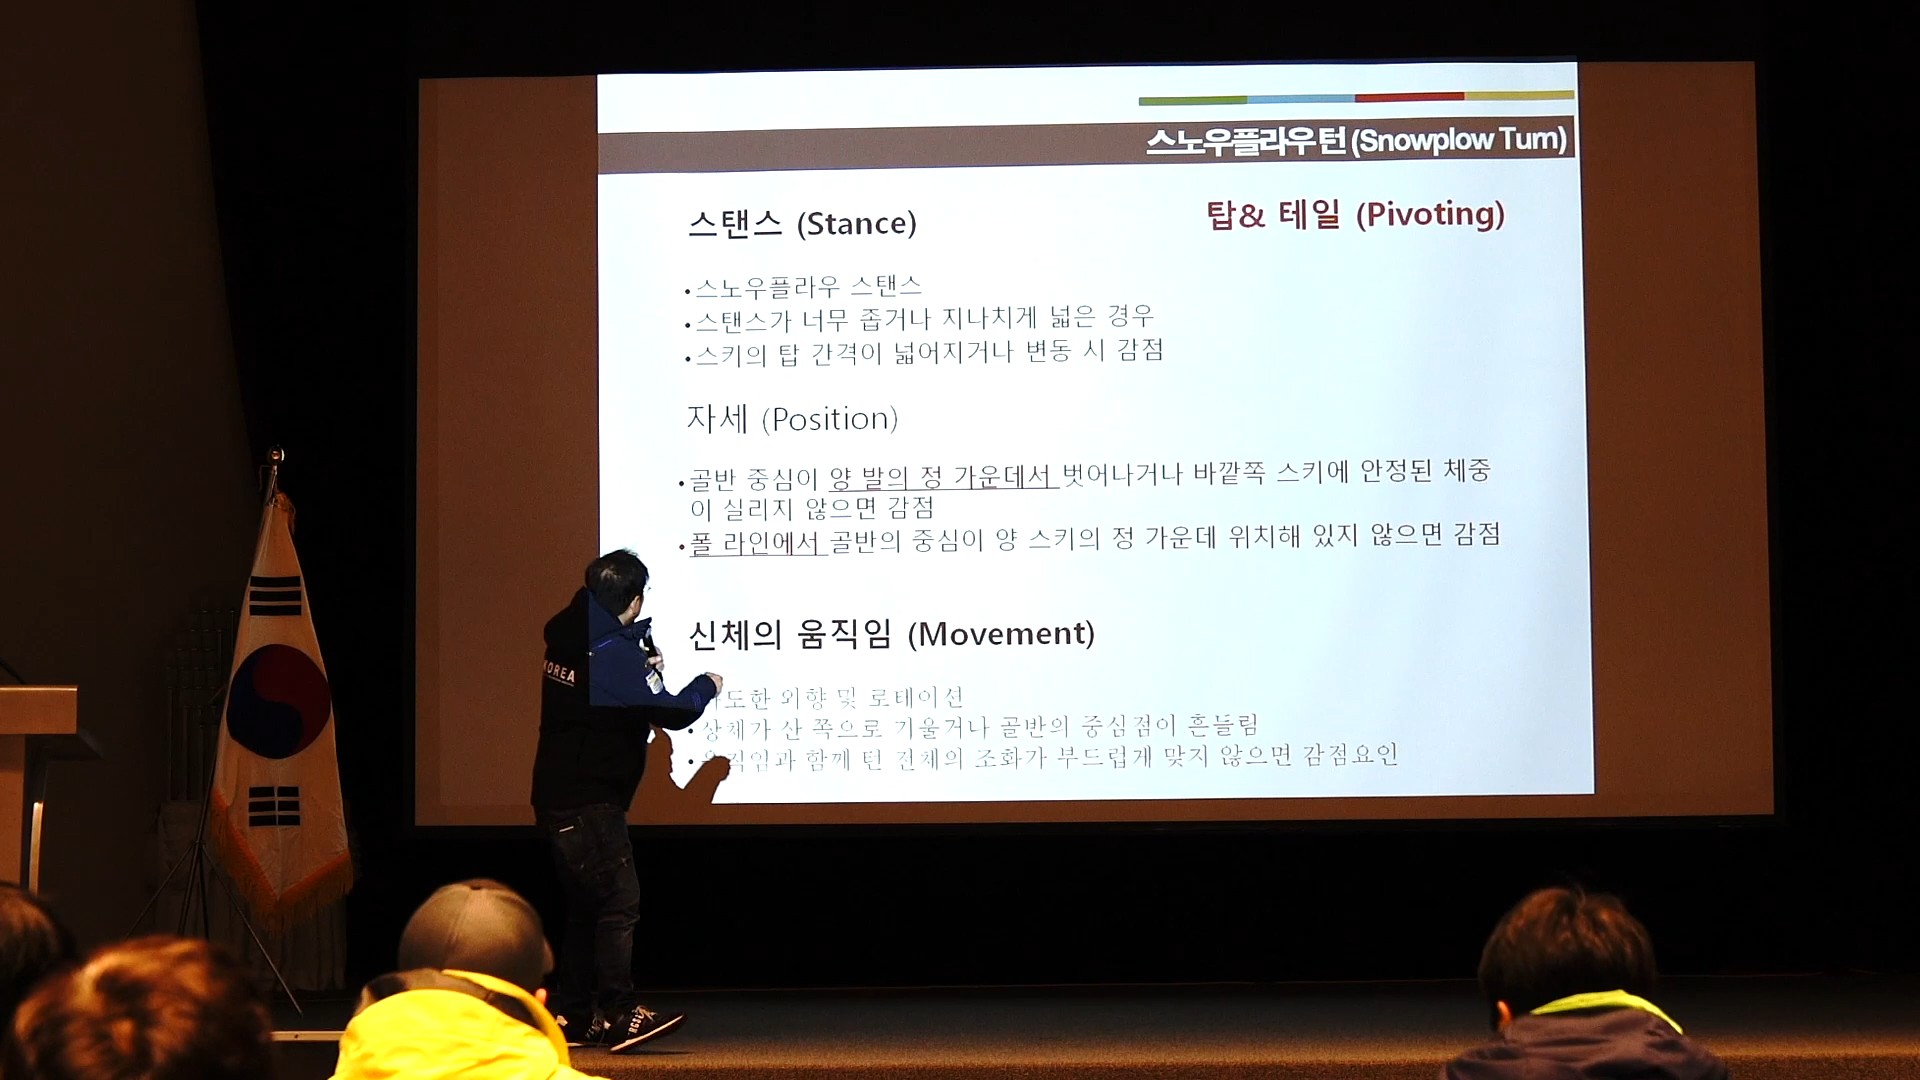 스노우플라우 턴 (Snowplow Turn)
스탠스 (Stance)
탑& 테일 (Pivoting)
•스노우플라우 스탠스
•스탠스가 너무 좁거나 지나치게 넓은 경우
•스키의 탑 간격이 넓어지거나 변동 시 감점
자세 (Position)
•골반 중심이 양 발의 정 가운데서 벗어나거나 바깥쪽 스키에 안정된 체중
이 실리지 않으면 감점
•폴 라인에서 골반의 중심이 양 스키의 정 가운데 위치해 있지 않으면 감점
신체의 움직임 (Movement)
외향 및 로테이션
•상체가 산 쪽으로 기울거나 골반의 중심점이 흔들림
• 함께 턴 전체의 조화가 부드럽게 맞지 않으면 감점요인
KOREA